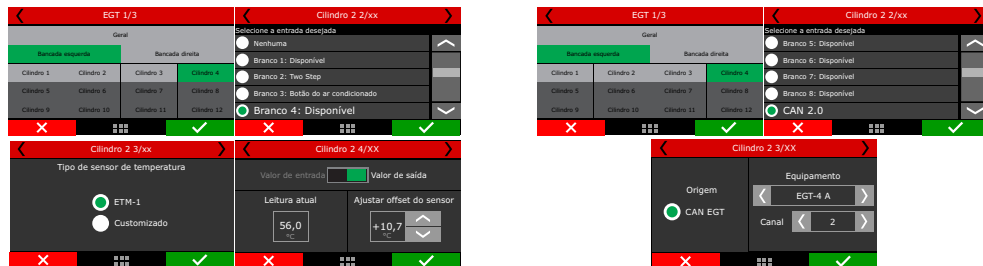 EGT 1/3
Geral
Bancada esquerda
Bancada direita
Cilindro 1
Cilindro 2
Cilindro 3
Cilindro 4
Cilindro 5
Cilindro 6
Cilindro 7
Cilindro 8
Cilindro 9
Cilindro 10
Cilindro 11
Cilindro 12
Cilindro 2 2/xx
Selecione a entrada desejada
Nenhuma
Branco 1: Disponível
Branco 2: Two Step
Branco 3: Botão do ar condicionado
Branco 4: Disponível
Cilindro 2 3/xx
Tipo de sensor de temperatura
ETM-1
Customizado
Cilindro 2 4/XX
Valor de entrada
Valor de saída
Leitura atual
Ajustar offset do sensor
56,0
°C
+10,7
°C
EGT 1/3
Geral
Bancada esquerda
Bancada direita
Cilindro 1
Cilindro 2
Cilindro 3
Cilindro 4
Cilindro 5
Cilindro 6
Cilindro 7
Cilindro 8
Cilindro 9
Cilindro 10
Cilindro 11
Cilindro 12
Cilindro 2 2/xx
Selecione a entrada desejada
Branco 5: Disponível
Branco 6: Disponível
Branco 7: Disponível
Branco 8: Disponível
CAN 2.0
Cilindro 2 3/XX
Origem
CAN EGT
Equipamento
EGT-4 A
Canal
2